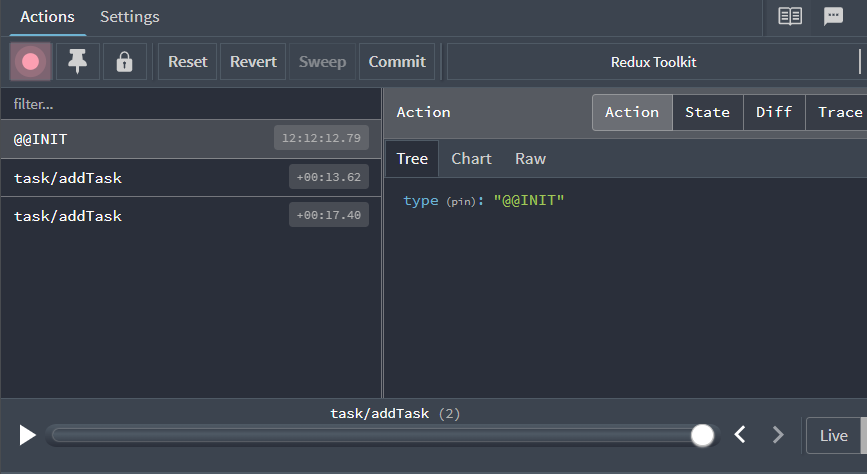 Actions Settings
Reset Revert Sweep Commit Redux Toolkit
filter...
Action Action State Diff Trace
@@INIT 12:12:12.79
Tree Chart Raw
task/addTask +00:13.62
type (pin): "@@INIT"
task/addTask +00:17.40
task/addTask (2)
Live